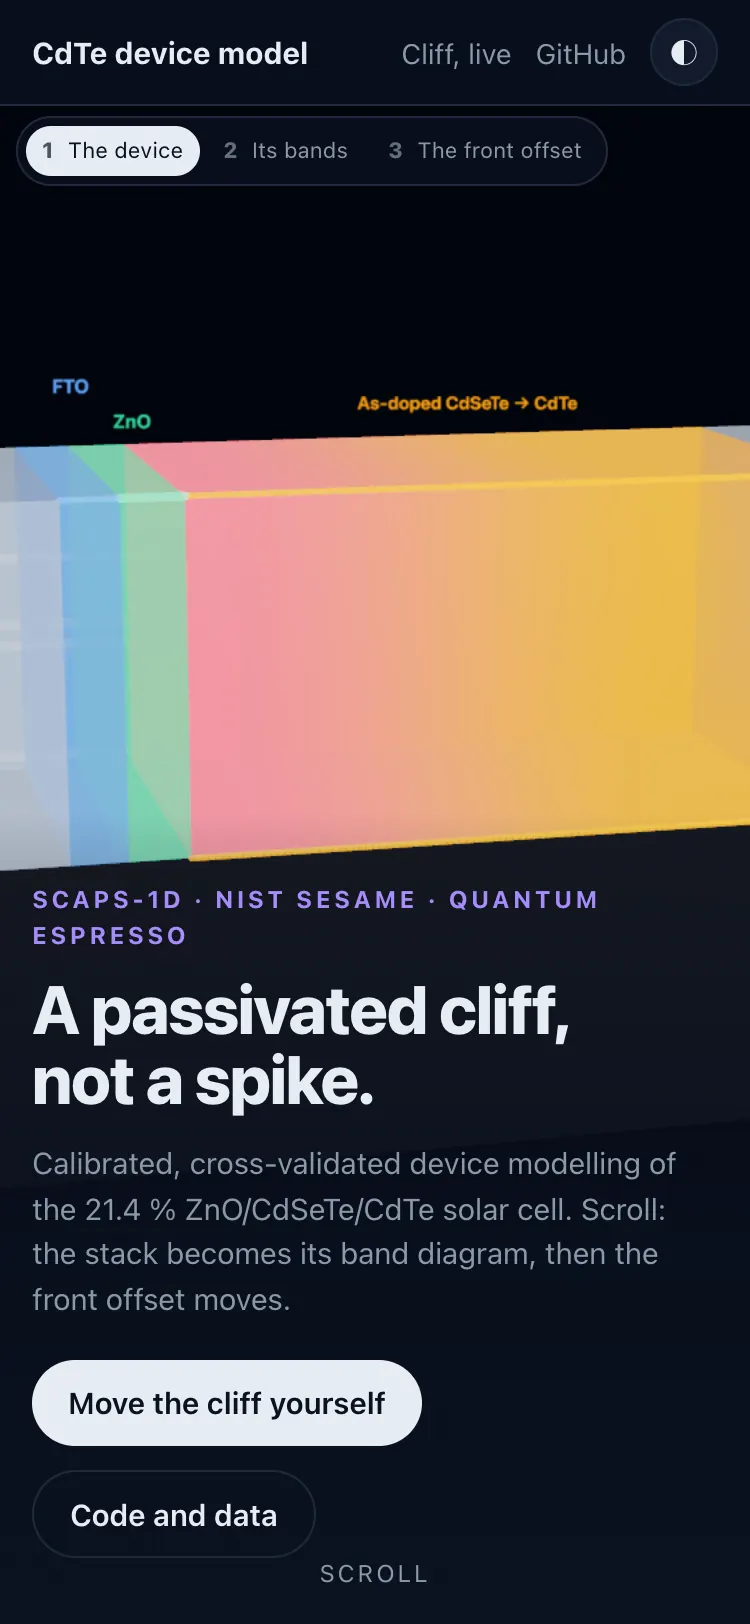 CdTe device model
Cliff, live
GitHub
1 The device
2 Its bands
3 The front offset
FTO
As-doped CdSeTe → CdTe
ZnO
SCAPS-1D · NIST SESAME · QUANTUM
ESPRESSO
A passivated cliff,
not a spike.
Calibrated, cross-validated device modelling of
the 21.4 % ZnO/CdSeTe/CdTe solar cell. Scroll:
the stack becomes its band diagram, then the
front offset moves.
Move the cliff yourself
Code and data
SCROLL